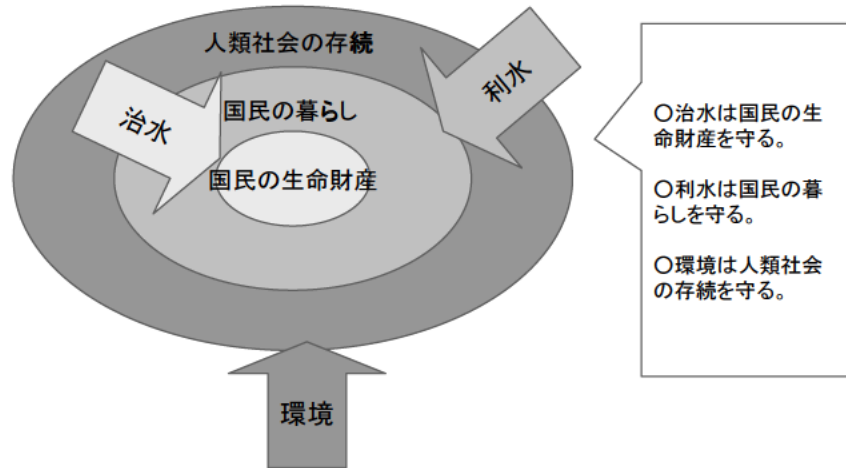 人類社会の存続
利水
治水
国民の暮らし
国民の生命財産
環境
〇治水は国民の生
命財産を守る。
〇利水は国民の暮
らしを守る。
〇環境は人類社会
の存続を守る。